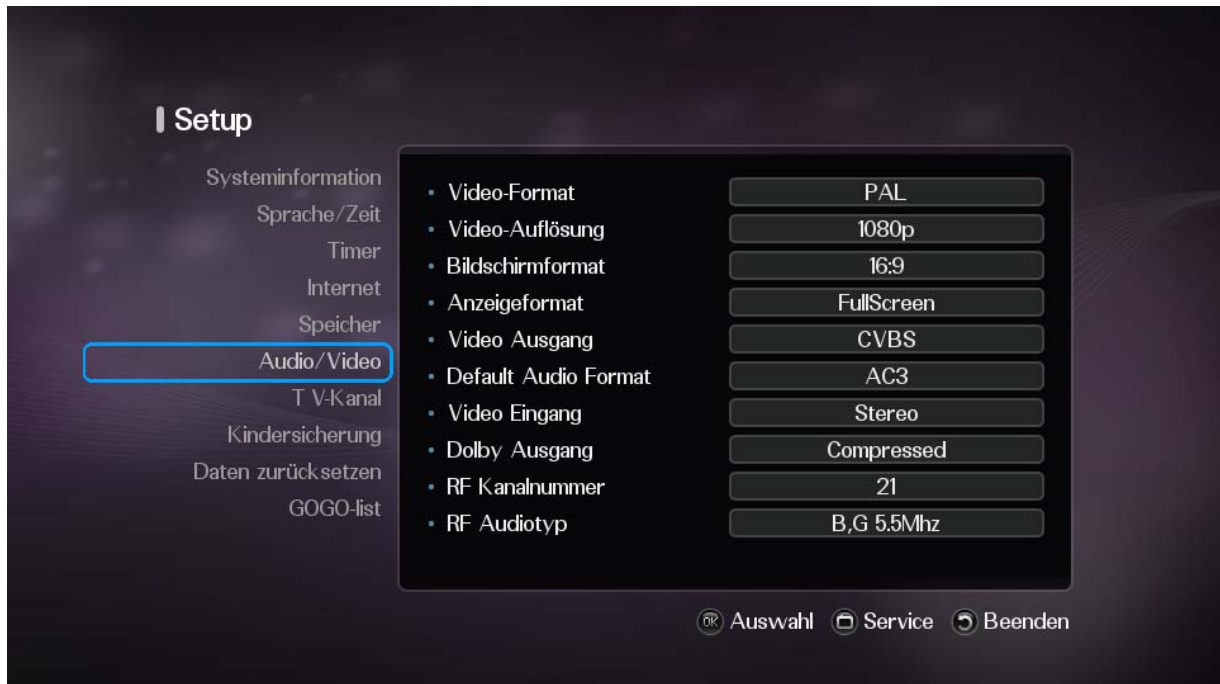 Setup
Systeminformation
Sprache/Zeit
Timer
Internet
Speicher
Audio/Video
T V-Kanal
Kindersicherung
Daten zurücksetzen
GOGO-list
Video-Format PAL
Video-Auflösung 1080p
Bildschirmformat 16:9
Anzeigeformat FullScreen
Video Ausgang CVBS
Default Audio Format AC3
Video Eingang Stereo
Dolby Ausgang Compressed
RF Kanalnummer 21
RF Audiotyp B,G 5.5Mhz
OK Auswahl Service Beenden